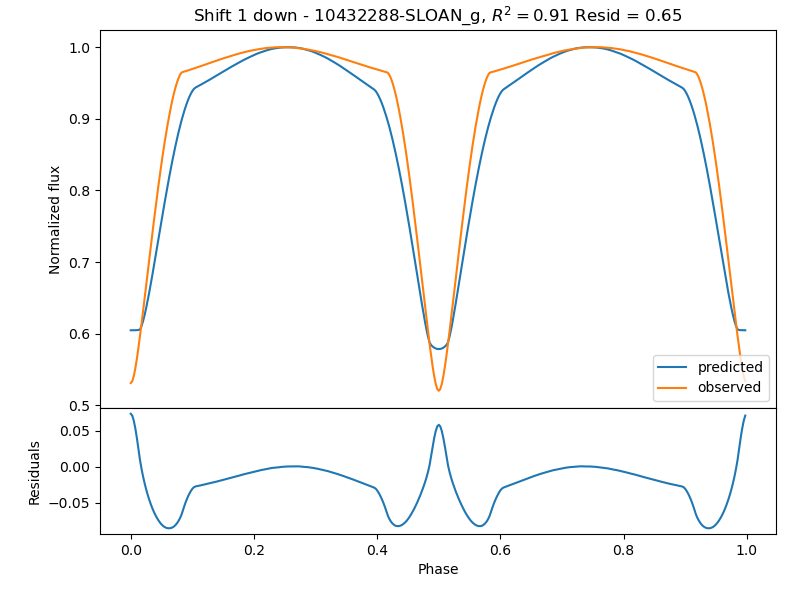 Shift 1 down - 10432288-SLOAN_g, $R^2 = 0.91$ Resid = 0.65
1.0
0.9
0.8
0.7
0.6
0.5
Normalized flux
predicted
observed
0.05
0.00
−0.05
Residuals
0.0 0.2 0.4 0.6 0.8 1.0
Phase